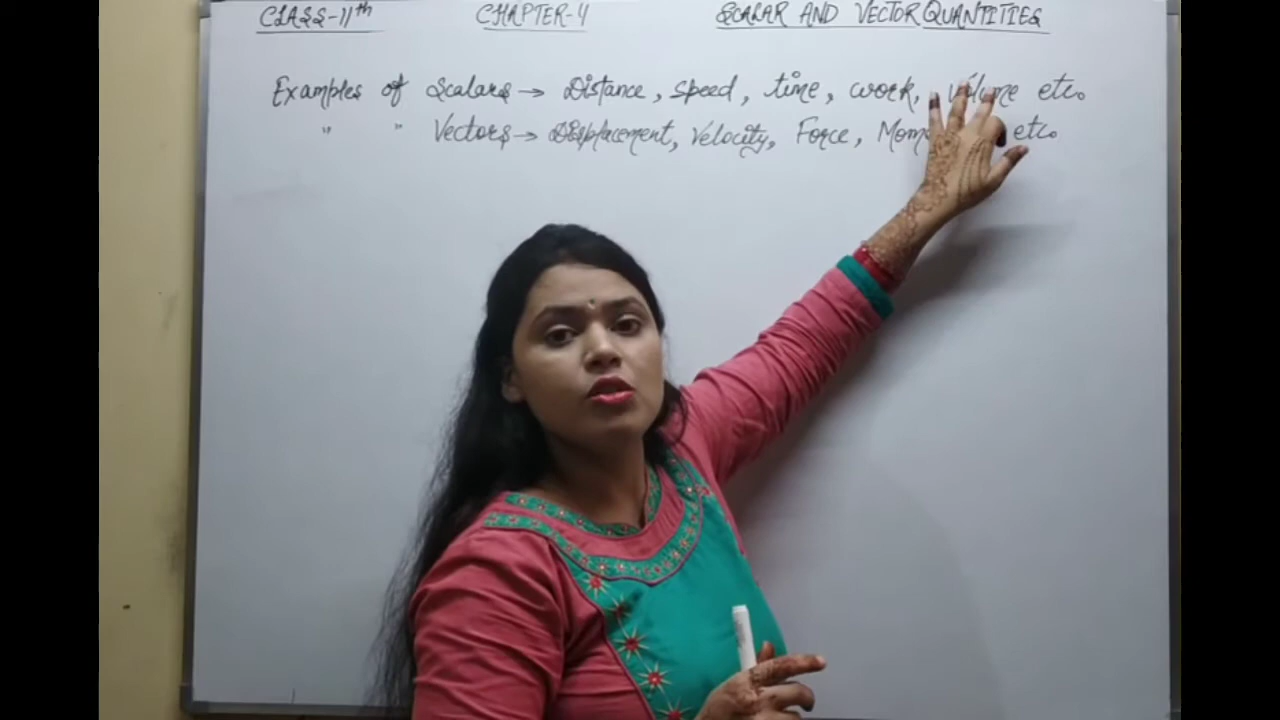 CLASS-11th CHAPTER-4 SCALAR AND VECTOR QUANTITIES
Examples of Scalars → Distance, speed, time, work, volume etc.
" " Vectors → Displacement, Velocity, Force, etc.